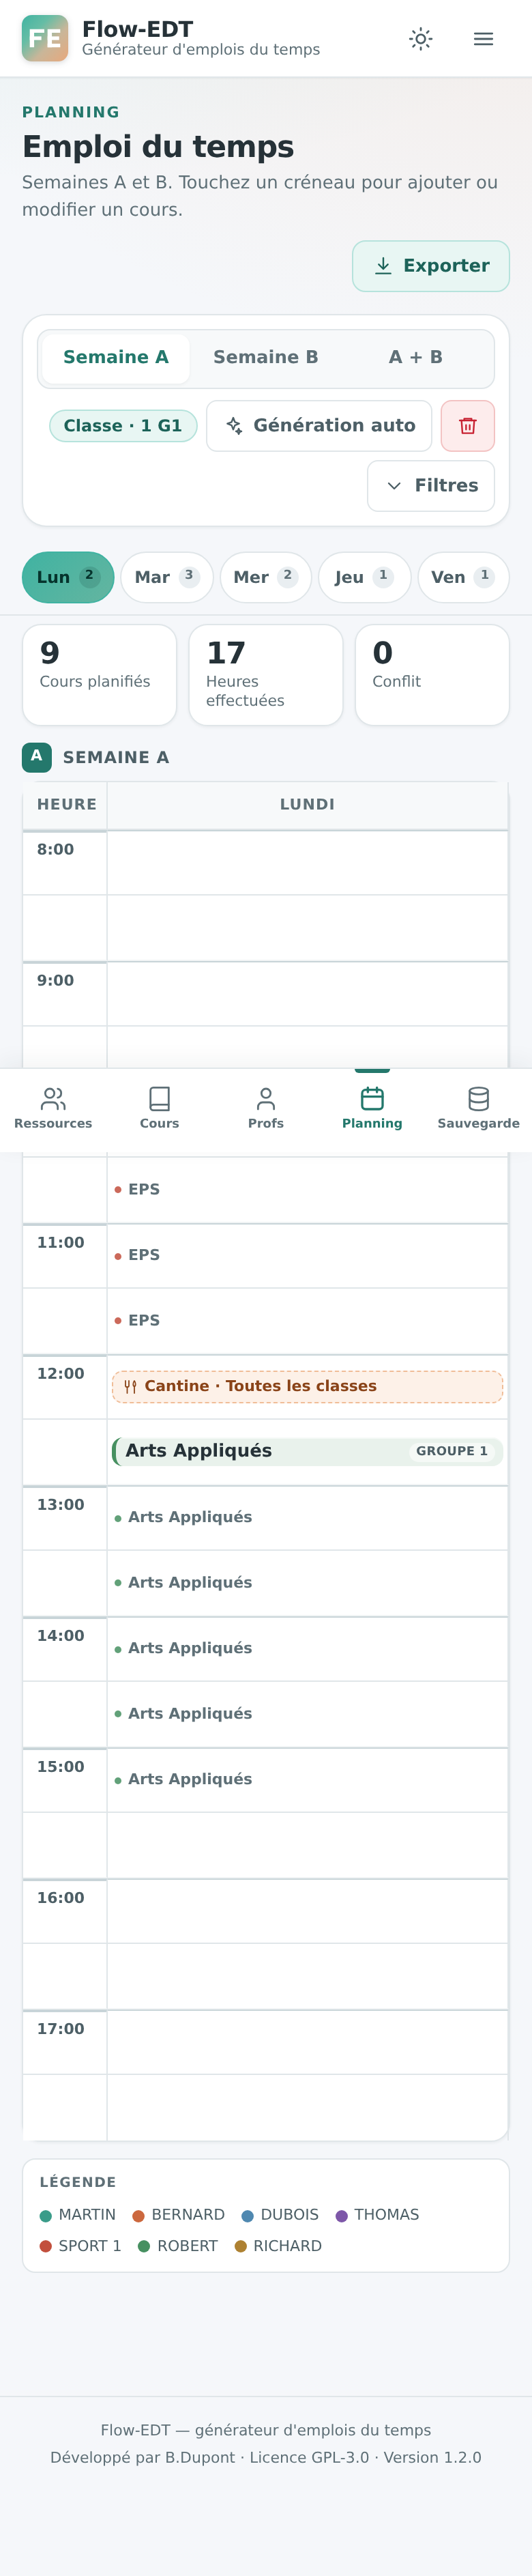 FE
Flow-EDT
Générateur d'emplois du temps
PLANNING
Emploi du temps
Semaines A et B. Touchez un créneau pour ajouter ou
modifier un cours.
Exporter
Semaine A Semaine B A + B
Classe · 1 G1 Génération auto
Filtres
Lun 2 Mar 3 Mer 2 Jeu 1 Ven 1
9 17 0
Cours planifiés Heures effectuées Conflit
A SEMAINE A
HEURE LUNDI
8:00
9:00
Ressources Cours Profs Planning Sauvegarde
EPS
11:00 EPS
EPS
12:00 Cantine · Toutes les classes
Arts Appliqués GROUPE 1
13:00 Arts Appliqués
Arts Appliqués
14:00 Arts Appliqués
Arts Appliqués
15:00 Arts Appliqués
16:00
17:00
LÉGENDE
MARTIN BERNARD DUBOIS THOMAS
SPORT 1 ROBERT RICHARD
Flow-EDT — générateur d'emplois du temps
Développé par B.Dupont · Licence GPL-3.0 · Version 1.2.0